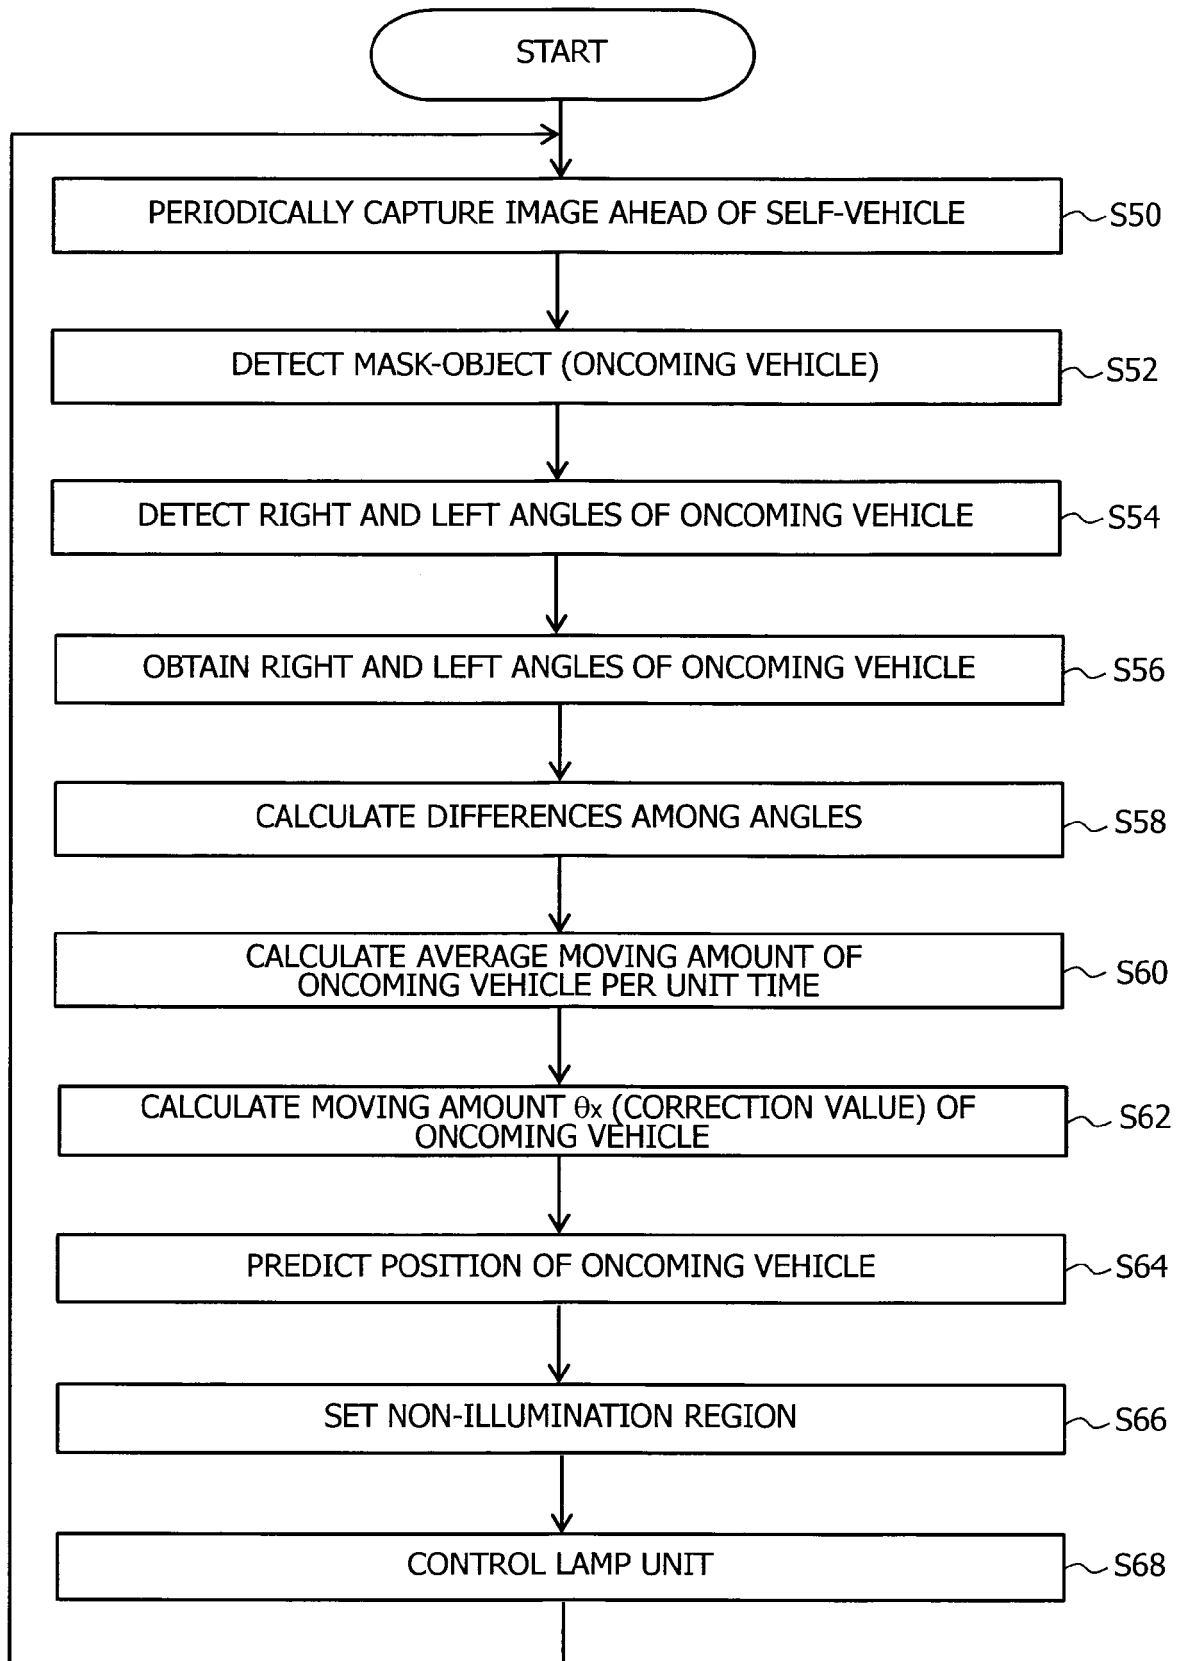 START
PERIODICALLY CAPTURE IMAGE AHEAD OF SELF-VEHICLE
S50
DETECT MASK-OBJECT (ONCOMING VEHICLE)
S52
DETECT RIGHT AND LEFT ANGLES OF ONCOMING VEHICLE
S54
OBTAIN RIGHT AND LEFT ANGLES OF ONCOMING VEHICLE
S56
CALCULATE DIFFERENCES AMONG ANGLES
S58
CALCULATE AVERAGE MOVING AMOUNT OF
ONCOMING VEHICLE PER UNIT TIME
S60
CALCULATE MOVING AMOUNT θx (CORRECTION VALUE) OF
ONCOMING VEHICLE
S62
PREDICT POSITION OF ONCOMING VEHICLE
S64
SET NON-ILLUMINATION REGION
S66
CONTROL LAMP UNIT
S68